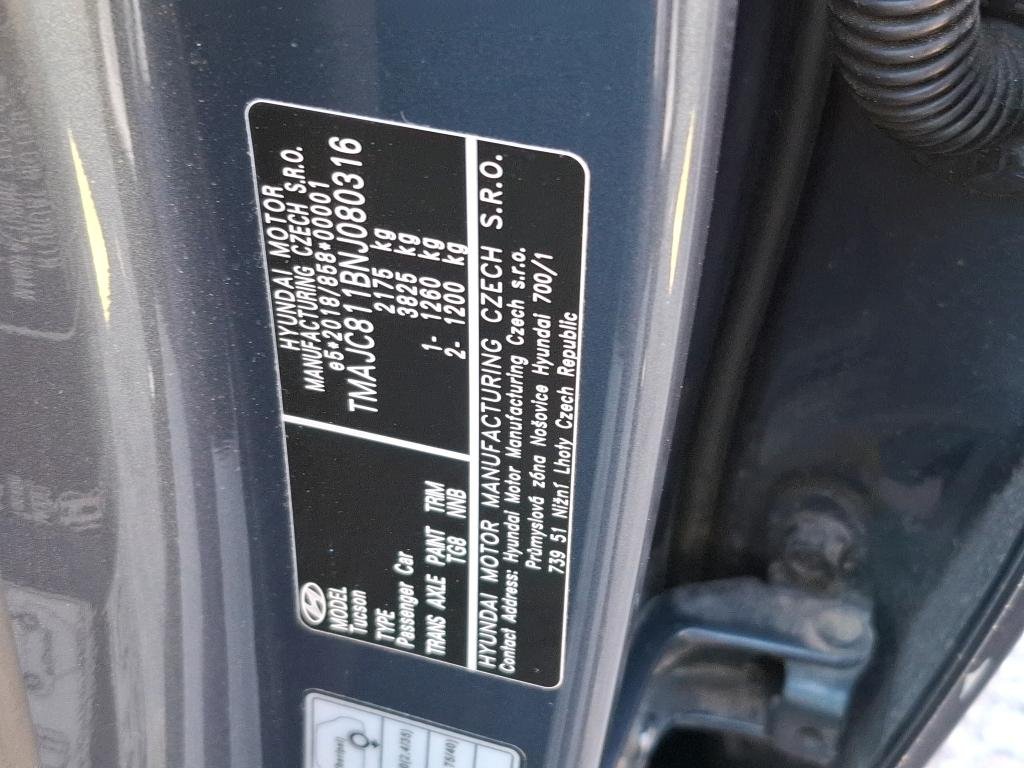 MODEL
Tucson
TYPE
Passenger Car
TRANS AXLE PANT TRIM
TG8 NNB
HYUNDAI MOTOR
MANUFACTURING CZECH S.R.O.
e5*2018/858*00001
TMAJC811BNJ080316
2175 kg
3825 kg
1- 1260 kg
2- 1200 kg
HYUNDAI MOTOR MANUFACTURING CZECH S.R.O.
Contact Address: Hyundai Motor Manufacturing Czech s.r.o.
Průmyslová zóna Nošovice Hyundai 700/1
739 51 Nižní Lhoty Czech Republic